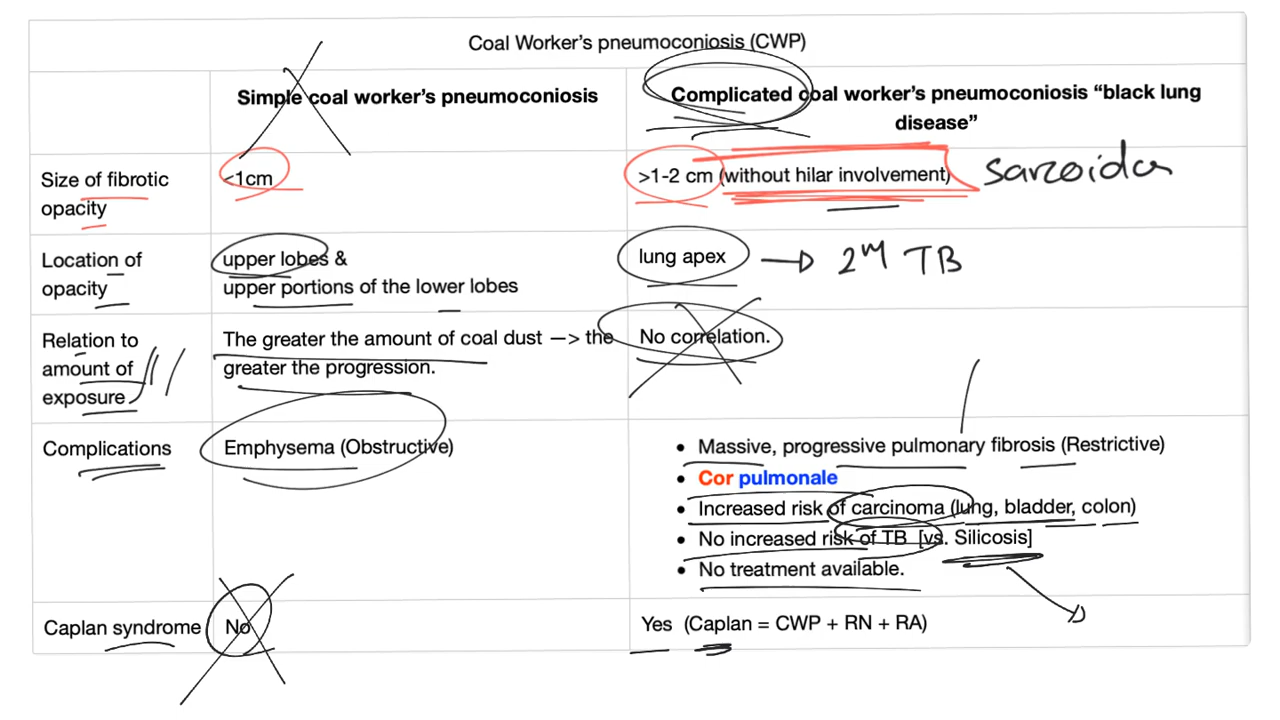 Coal Worker's pneumoconiosis (CWP)
Simple coal worker's pneumoconiosis
Complicated coal worker's pneumoconiosis "black lung
disease"
Size of fibrotic
opacity
<1cm
>1-2 cm (without hilar involvement)
sarcoidos
Location of
opacity
upper lobes &
upper portions of the lower lobes
lung apex
2ry TB
Relation to
amount of
exposure
The greater the amount of coal dust —> the
greater the progression.
No correlation.
Complications
Emphysema (Obstructive)
• Massive, progressive pulmonary fibrosis (Restrictive)
• Cor pulmonale
• Increased risk of carcinoma (lung, bladder, colon)
• No increased risk of TB [vs. Silicosis]
• No treatment available.
Caplan syndrome
No
Yes (Caplan = CWP + RN + RA)